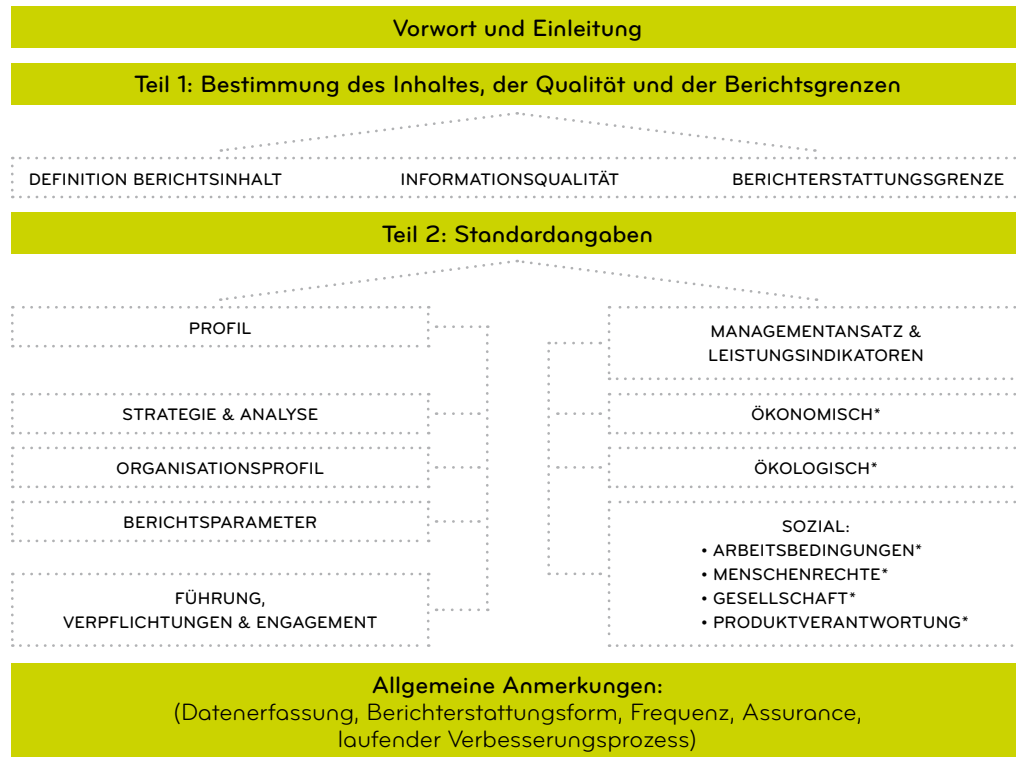 Vorwort und Einleitung
Teil 1: Bestimmung des Inhaltes, der Qualität und der Berichtsgrenzen
DEFINITION BERICHTSINHALT
INFORMATIONSQUALITÄT
BERICHTERSTATTUNGSGRENZE
Teil 2: Standardangaben
PROFIL
STRATEGIE & ANALYSE
ORGANISATIONSPROFIL
BERICHTSPARAMETER
FÜHRUNG,
VERPFLICHTUNGEN & ENGAGEMENT
MANAGEMENTANSATZ &
LEISTUNGSINDIKATOREN
ÖKONOMISCH*
ÖKOLOGISCH*
SOZIAL:
• ARBEITSBEDINGUNGEN*
• MENSCHENRECHTE*
• GESELLSCHAFT*
• PRODUKTVERANTWORTUNG*
Allgemeine Anmerkungen:
(Datenerfassung, Berichterstattungsform, Frequenz, Assurance,
laufender Verbesserungsprozess)